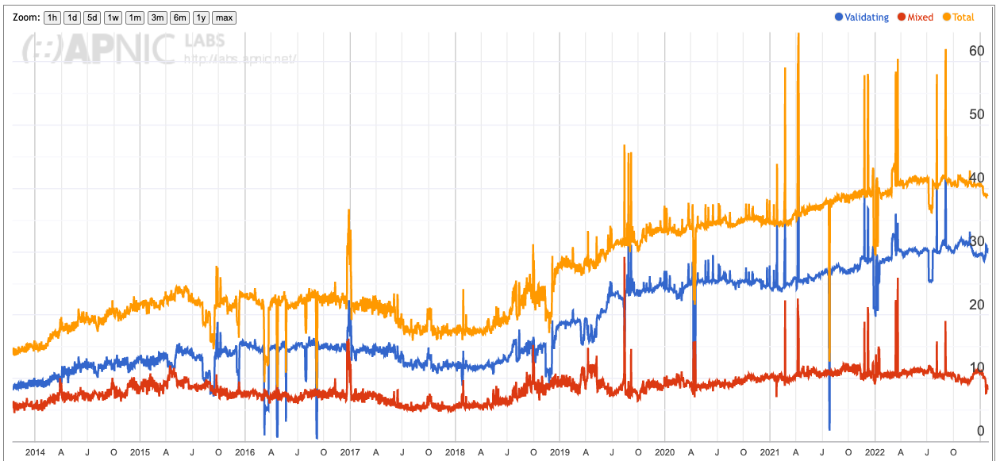 Zoom: 1h 1d 5d 1w 1m 3m 6m 1y max
Validating Mixed Total
(::)APNIC LABS
http://labs.apnic.net/
60
50
40
30
20
10
0
2014 A J O 2015 A J O 2016 A J O 2017 A J O 2018 A J O 2019 A J O 2020 A J O 2021 A J O 2022 A J O